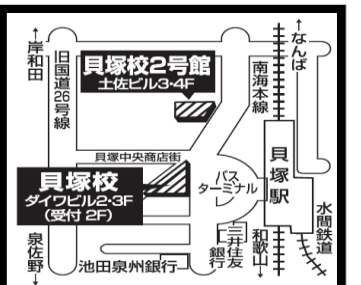 ↑岸和田
旧国道26号線
貝塚校2号館
土佐ビル3・4F
南海本線
↑なんば
貝塚中央商店街
貝塚校
ダイワビル2・3F
(受付 2F)
バス
ターミナル
貝塚駅
水間鉄道
三井住友
銀行
和歌山↓
泉佐野↓
池田泉州銀行